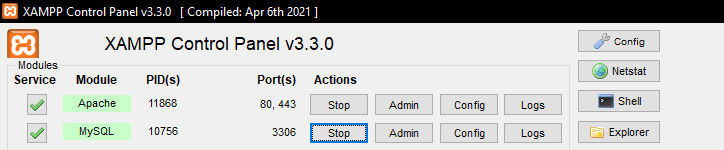 XAMPP Control Panel v3.3.0 [ Compiled: Apr 6th 2021 ]
XAMPP Control Panel v3.3.0
Config
Modules
Netstat
Service Module PID(s) Port(s) Actions
Apache 11868 80, 443 Stop Admin Config Logs
Shell
MySQL 10756 3306 Stop Admin Config Logs
Explorer